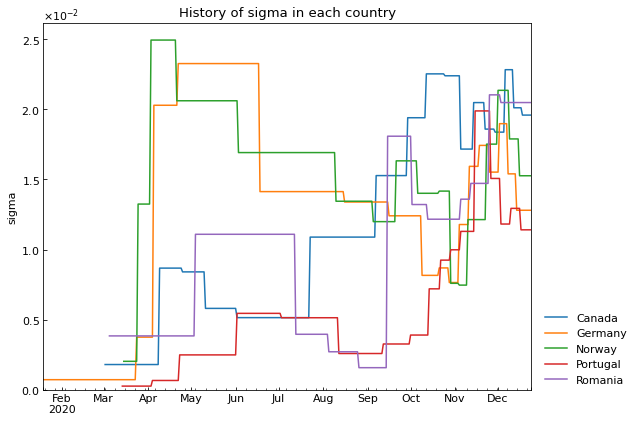 History of sigma in each country
×10⁻²
2.5
2.0
1.5
1.0
0.5
0.0
sigma
Feb Mar Apr May Jun Jul Aug Sep Oct Nov Dec
2020
Canada
Germany
Norway
Portugal
Romania